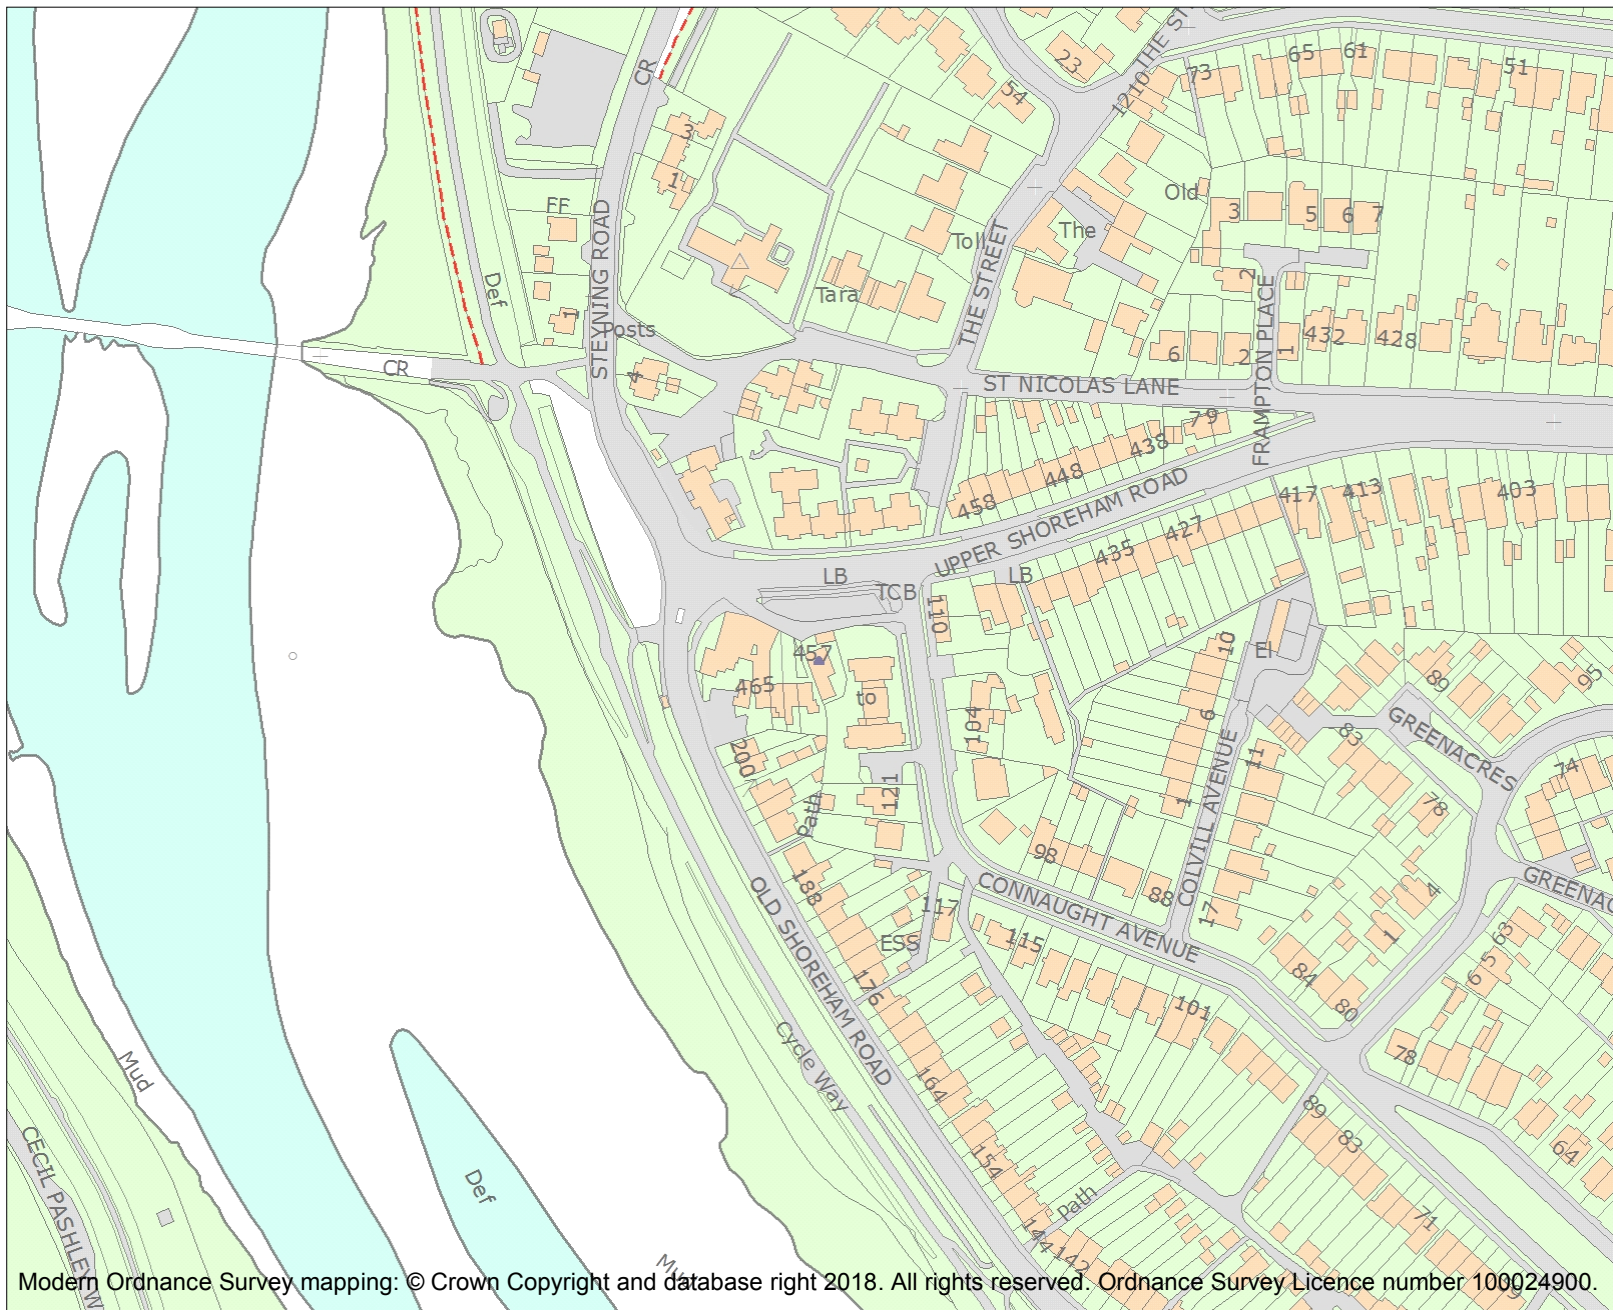 23
54
1210 THE ST
73
65
61
51
CR
3
1
FF
STEYNING ROAD
Old
3
5
6
7
Toll
The
THE STREET
Def
Tara
2
FRAMPTON PLACE
1
Posts
6
2
1
432
428
CR
4
ST NICOLAS LANE
79
438
448
458
UPPER SHOREHAM ROAD
417
413
403
427
435
LB
LB
TCB
110
10
El
457
465
to
89
95
6
104
GREENACRES
83
200
11
74
121
1
COLVILL AVENUE
78
Path
98
188
88
4
CONNAUGHT AVENUE
GREENAC
117
17
115
ESS
1
63
5
6
OLD SHOREHAM ROAD
84
176
80
101
Cycle Way
78
Mud
164
89
83
64
CECIL PASHLEY W
154
Def
Path
71
144
142
Mud
Modern Ordnance Survey mapping: © Crown Copyright and database right 2018. All rights reserved. Ordnance Survey Licence number 100024900.